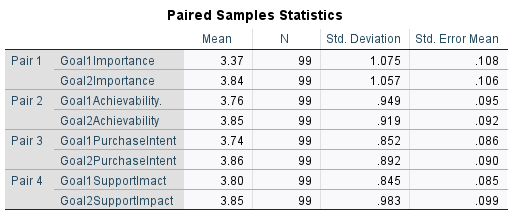 Paired Samples Statistics
Mean N Std. Deviation Std. Error Mean
Pair 1 Goal1Importance 3.37 99 1.075 .108
Goal2Importance 3.84 99 1.057 .106
Pair 2 Goal1Achievability. 3.76 99 .949 .095
Goal2Achievability 3.85 99 .919 .092
Pair 3 Goal1PurchaseIntent 3.74 99 .852 .086
Goal2PurchaseIntent 3.86 99 .892 .090
Pair 4 Goal1SupportImact 3.80 99 .845 .085
Goal2SupportImpact 3.85 99 .983 .099